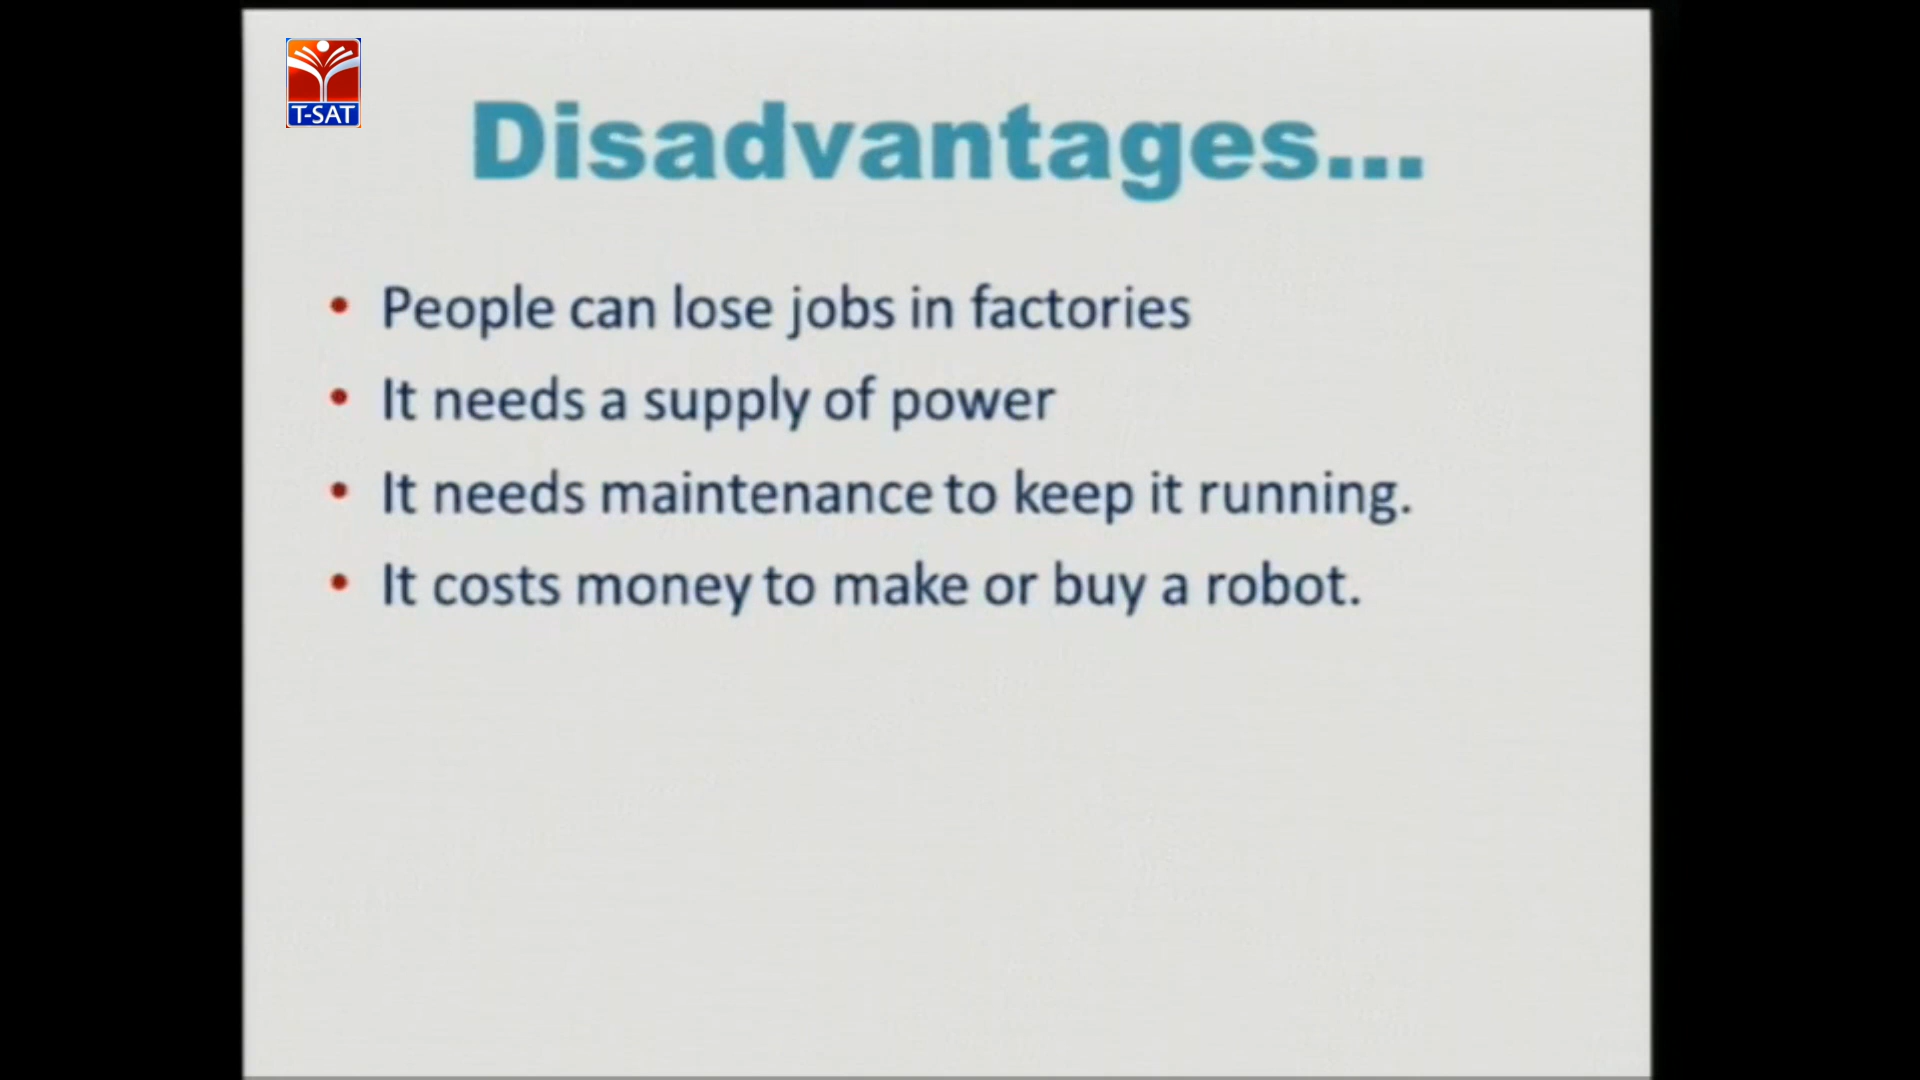 T-SAT
Disadvantages...
• People can lose jobs in factories
• It needs a supply of power
• It needs maintenance to keep it running.
• It costs money to make or buy a robot.